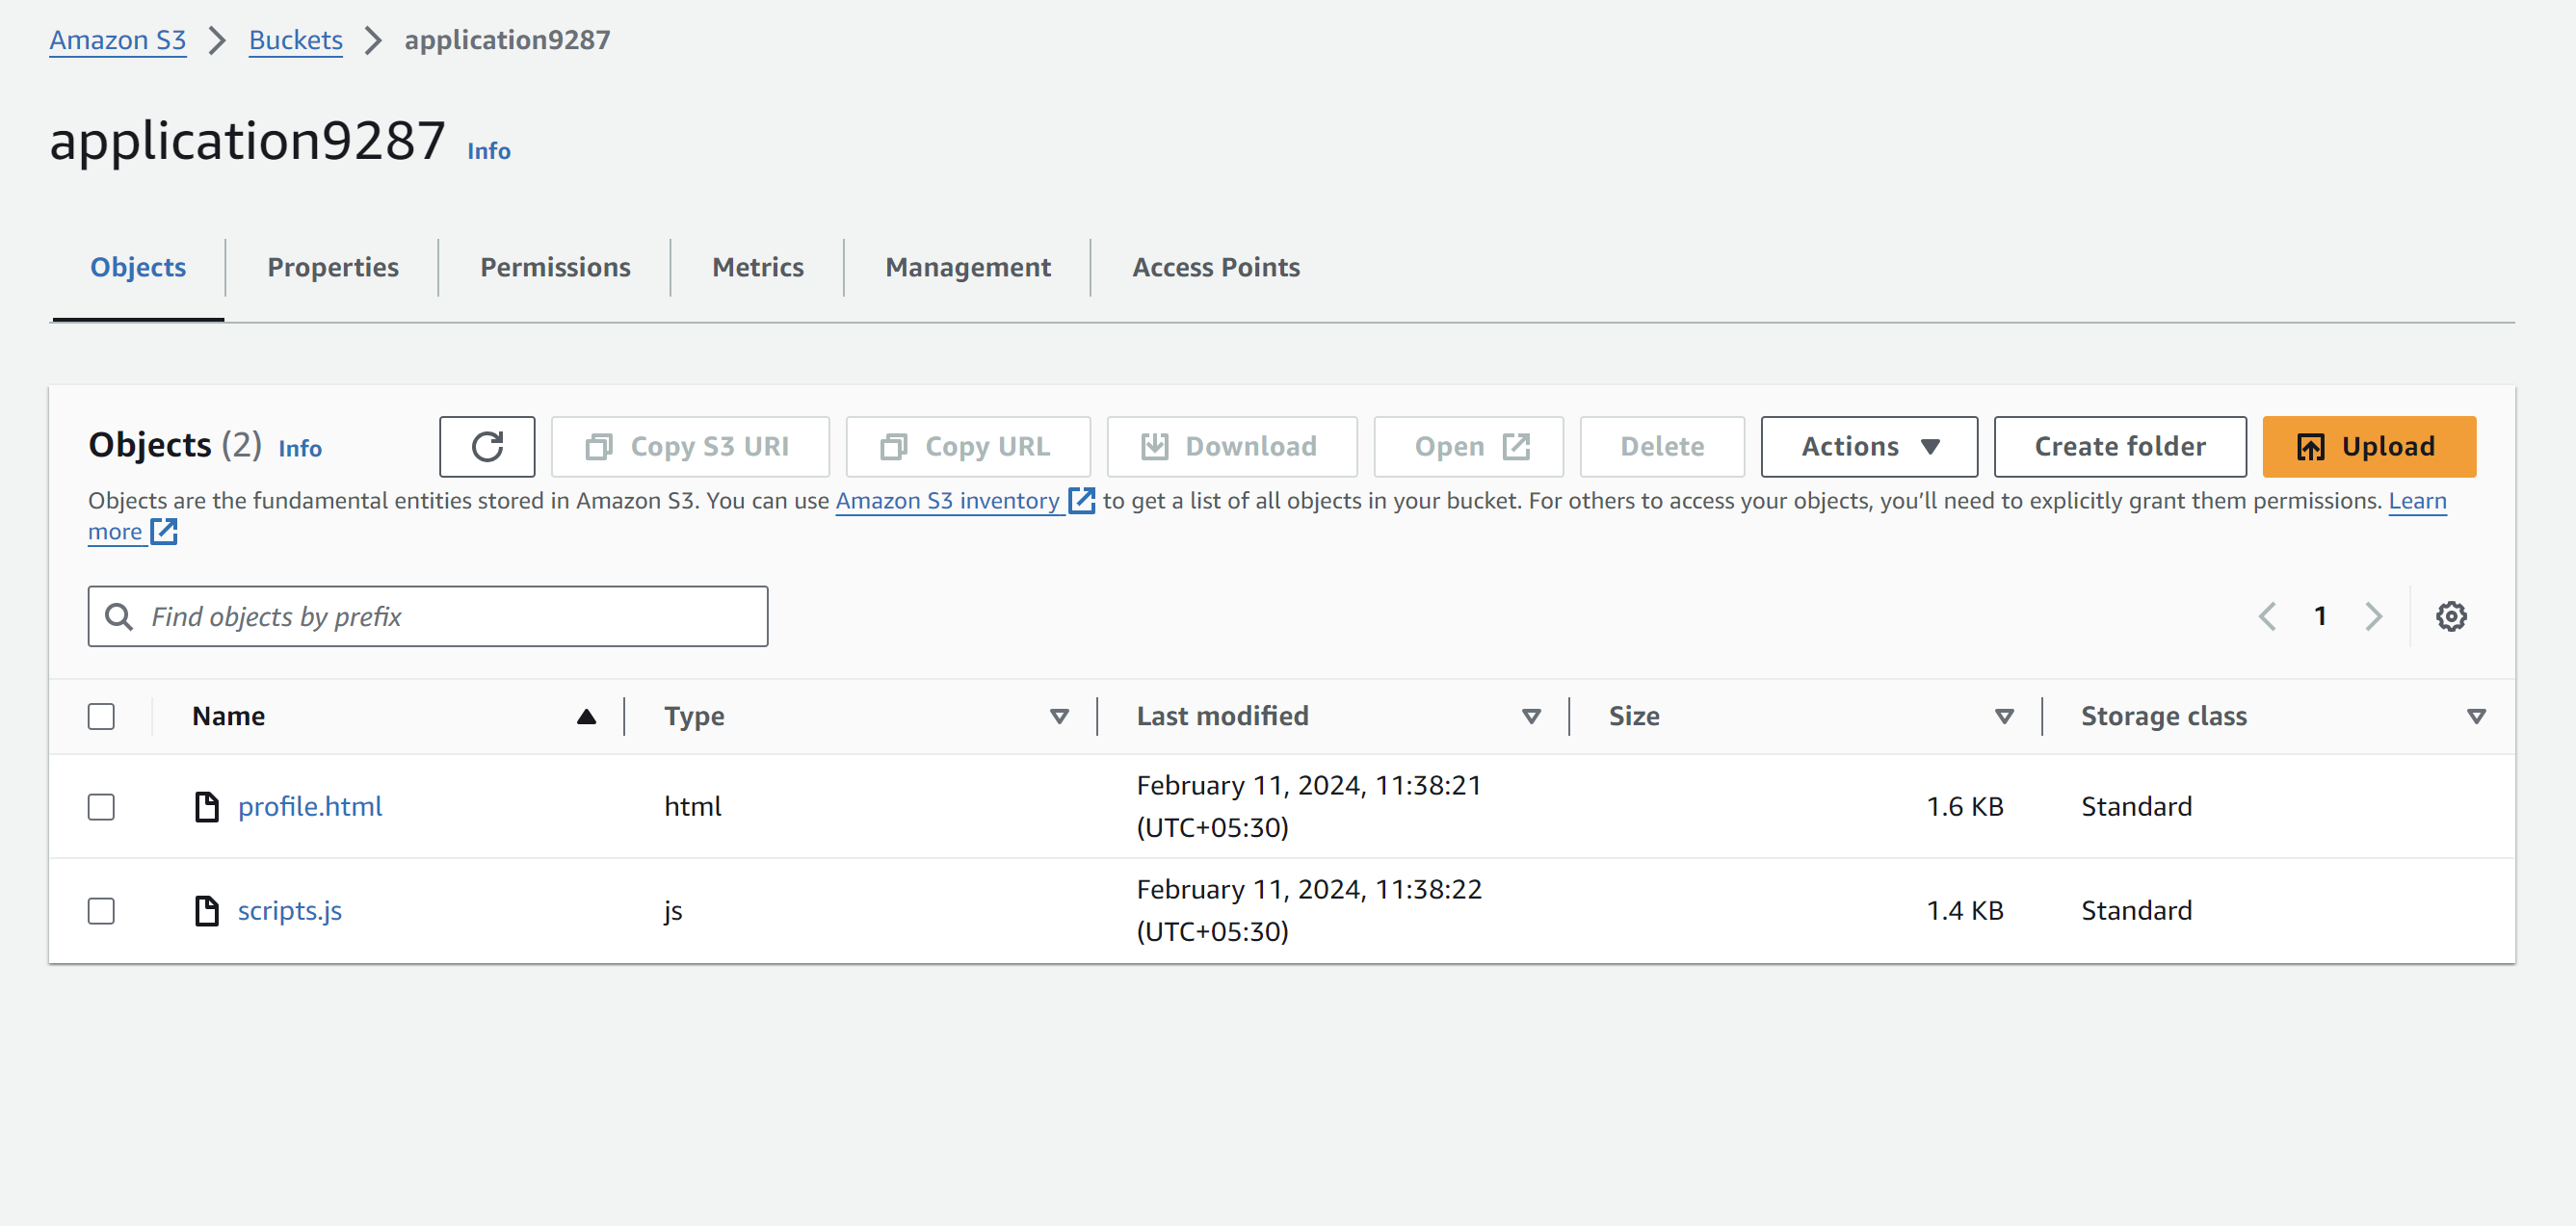 Amazon S3 > Buckets > application9287
application9287 Info
Objects Properties Permissions Metrics Management Access Points
Objects (2) Info Copy S3 URI Copy URL Download Open Delete Actions Create folder Upload
Objects are the fundamental entities stored in Amazon S3. You can use Amazon S3 inventory to get a list of all objects in your bucket. For others to access your objects, you’ll need to explicitly grant them permissions. Learn
more
Find objects by prefix 1
Name Type Last modified Size Storage class
profile.html html February 11, 2024, 11:38:21 (UTC+05:30) 1.6 KB Standard
scripts.js js February 11, 2024, 11:38:22 (UTC+05:30) 1.4 KB Standard